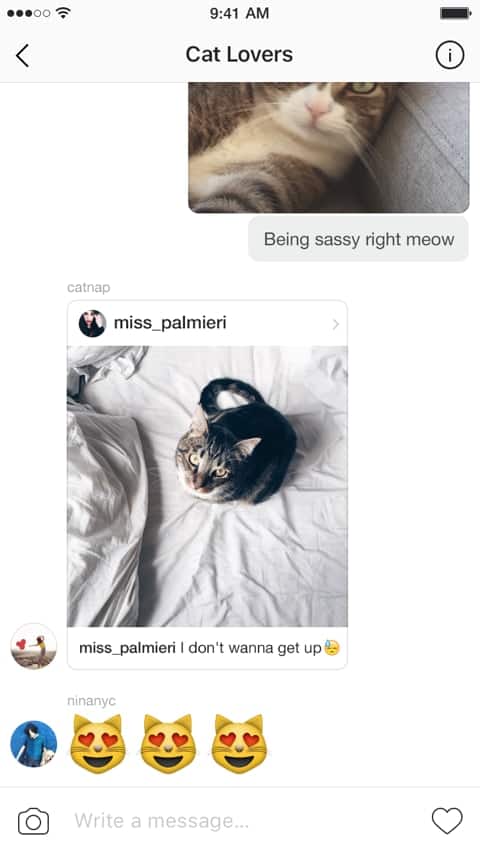 9:41 AM
Cat Lovers
Being sassy right meow
catnap
miss_palmieri
miss_palmieri I don't wanna get up😓
ninanyc
😻 😻 😻
Write a message...